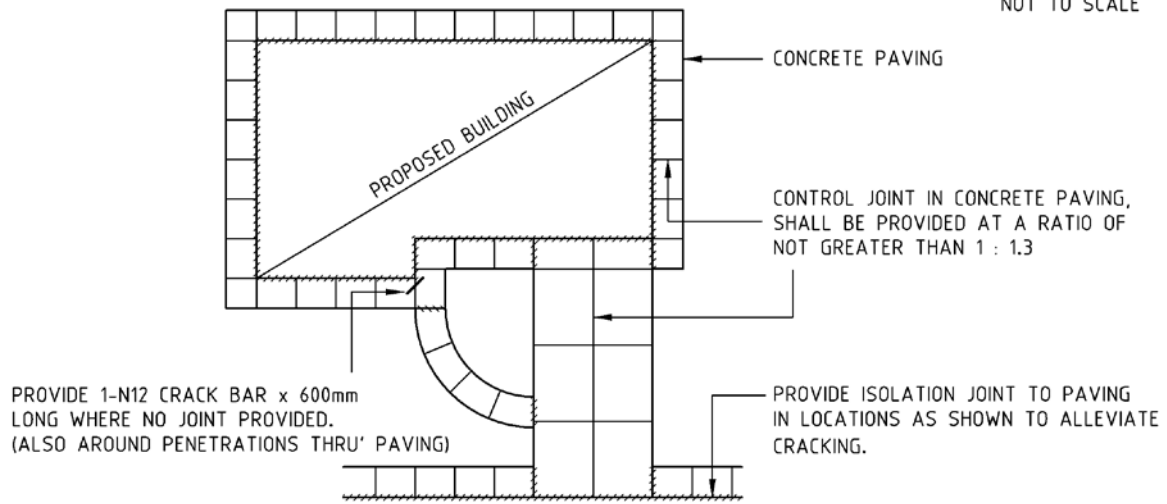 NOT TO SCALE
CONCRETE PAVING
PROPOSED BUILDING
CONTROL JOINT IN CONCRETE PAVING,
SHALL BE PROVIDED AT A RATIO OF
NOT GREATER THAN 1 : 1.3
PROVIDE 1-N12 CRACK BAR x 600mm
LONG WHERE NO JOINT PROVIDED.
(ALSO AROUND PENETRATIONS THRU' PAVING)
PROVIDE ISOLATION JOINT TO PAVING
IN LOCATIONS AS SHOWN TO ALLEVIATE
CRACKING.